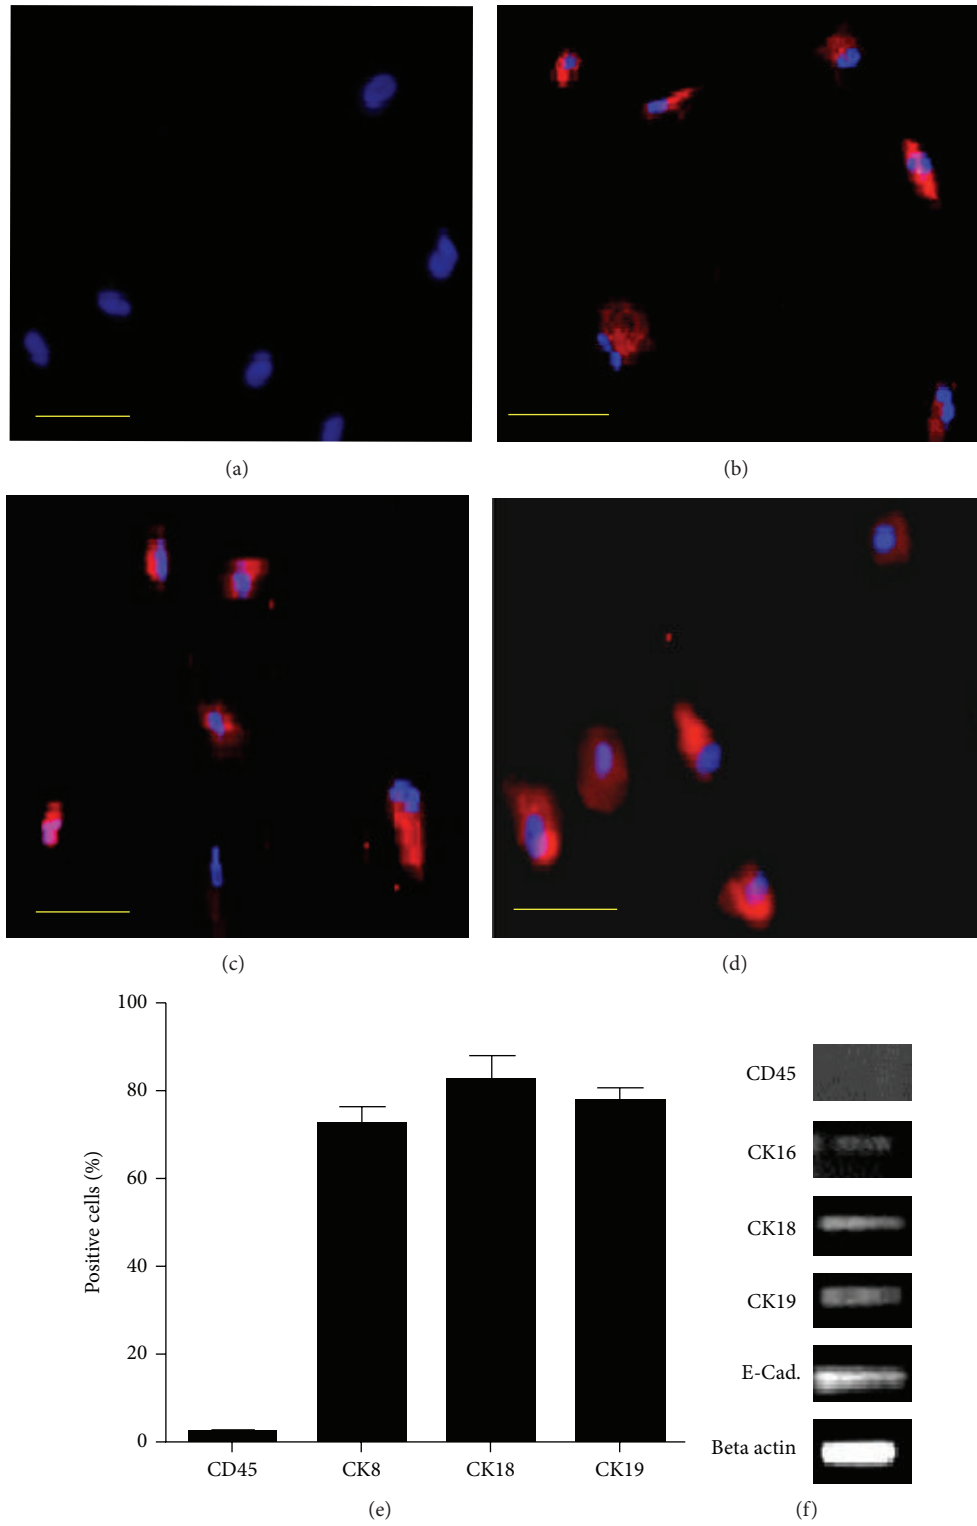 (a)
(b)
(c)
(d)
Positive cells (%)
100
80
60
40
20
0
CD45
CK8
CK18
CK19
(e)
CD45
CK16
CK18
CK19
E-Cad.
Beta actin
(f)